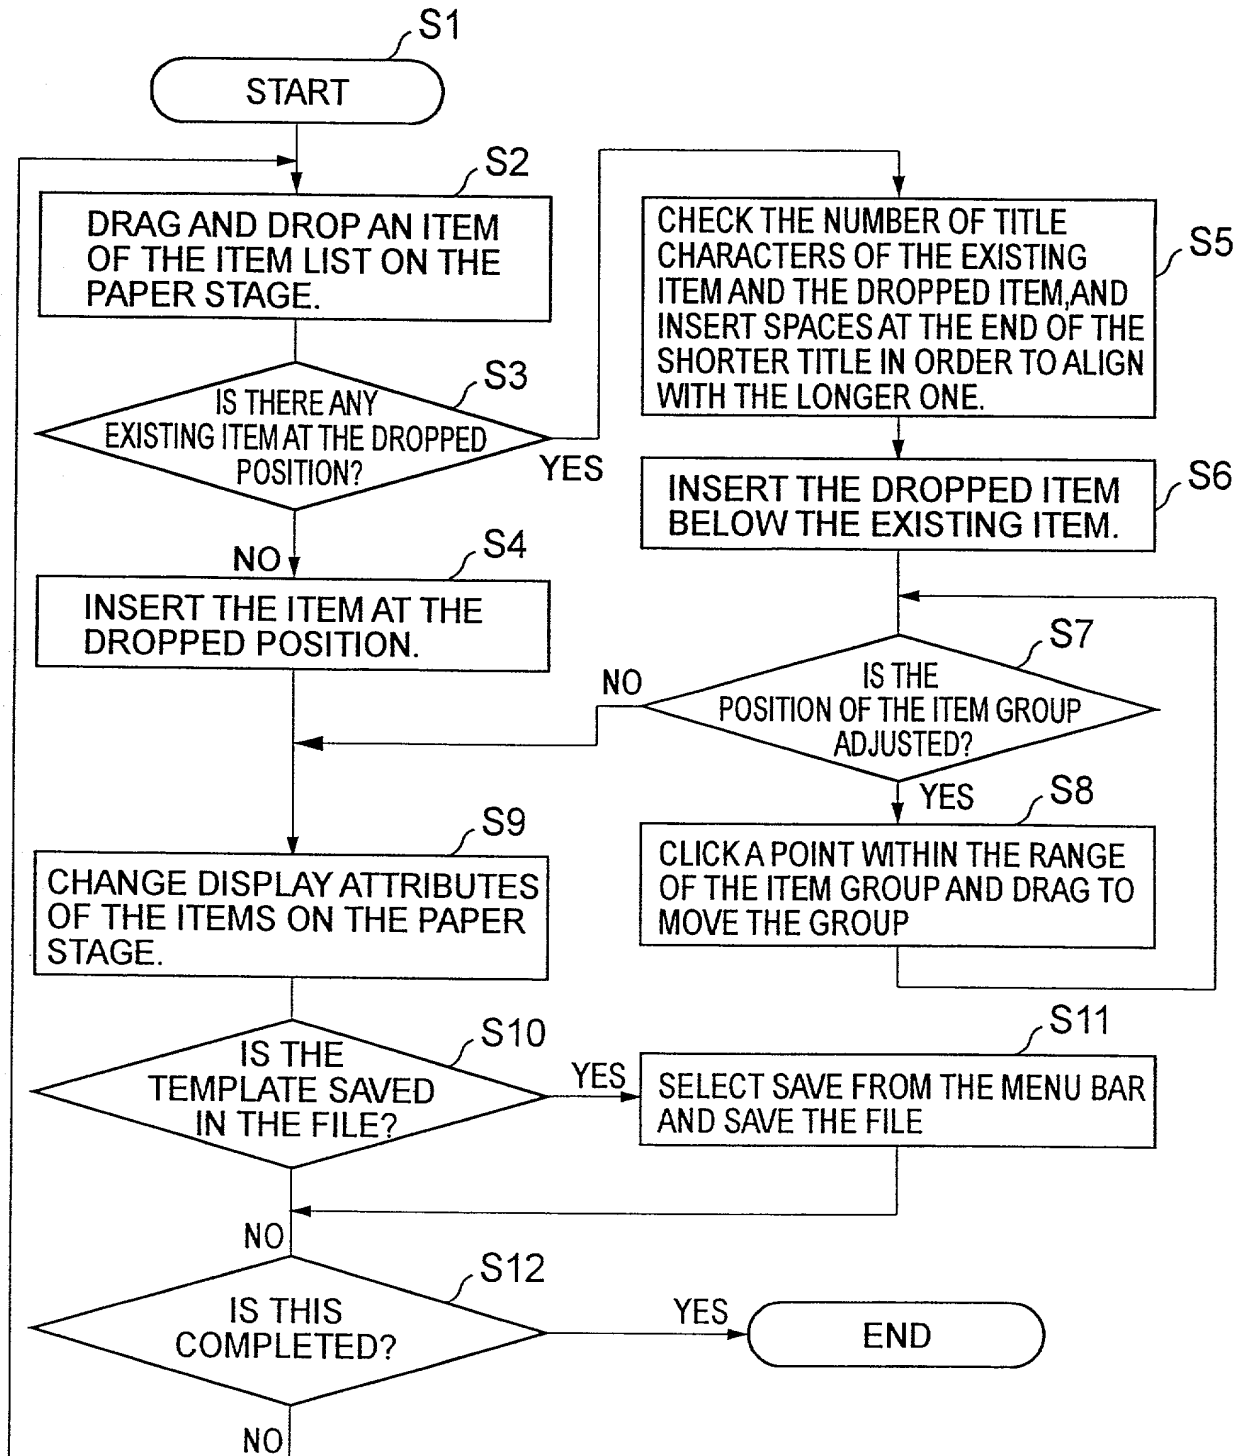 S1
START
S2
DRAG AND DROP AN ITEM
OF THE ITEM LIST ON THE
PAPER STAGE.
S3
IS THERE ANY
EXISTING ITEM AT THE DROPPED
POSITION?
YES
NO
S4
INSERT THE ITEM AT THE
DROPPED POSITION.
S5
CHECK THE NUMBER OF TITLE
CHARACTERS OF THE EXISTING
ITEM AND THE DROPPED ITEM,AND
INSERT SPACES AT THE END OF THE
SHORTER TITLE IN ORDER TO ALIGN
WITH THE LONGER ONE.
S6
INSERT THE DROPPED ITEM
BELOW THE EXISTING ITEM.
S7
IS THE
POSITION OF THE ITEM GROUP
ADJUSTED?
NO
YES
S8
CLICK A POINT WITHIN THE RANGE
OF THE ITEM GROUP AND DRAG TO
MOVE THE GROUP
S9
CHANGE DISPLAY ATTRIBUTES
OF THE ITEMS ON THE PAPER
STAGE.
S10
IS THE
TEMPLATE SAVED
IN THE FILE?
YES
S11
SELECT SAVE FROM THE MENU BAR
AND SAVE THE FILE
NO
S12
IS THIS
COMPLETED?
YES
END
NO